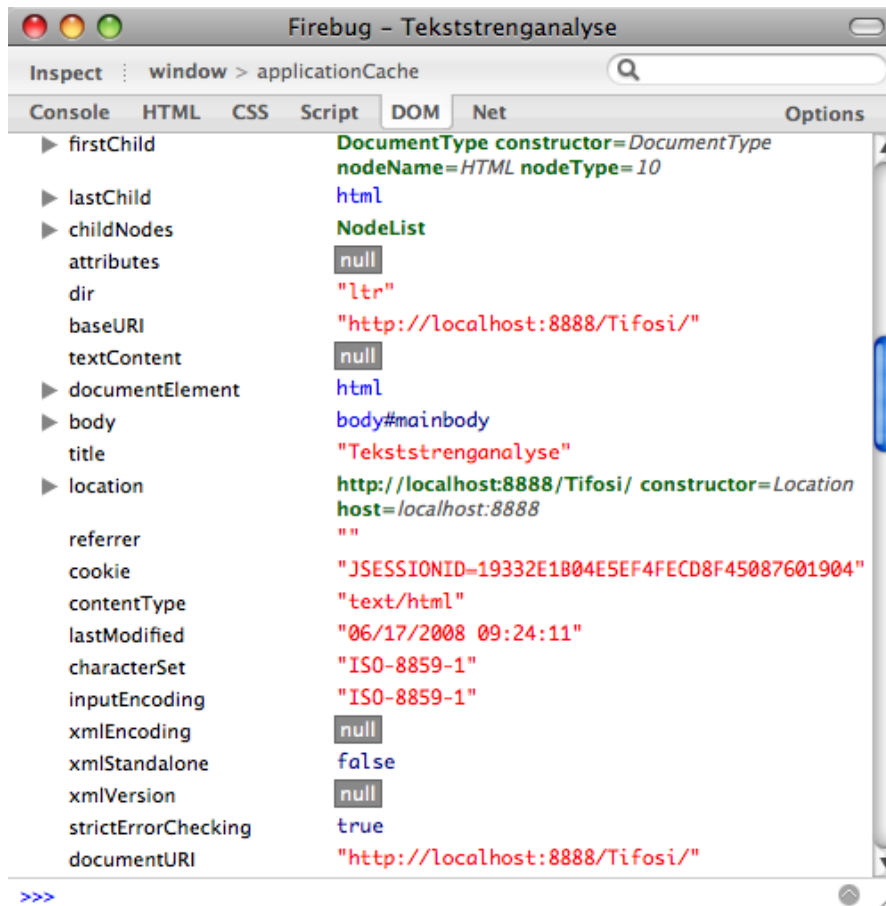 Firebug – Tekststrenganalyse
Inspect window > applicationCache
Console HTML CSS Script DOM Net Options
firstChild DocumentType constructor=DocumentType
nodeName=HTML nodeType=10
lastChild html
childNodes NodeList
attributes null
dir "ltr"
baseURI "http://localhost:8888/Tifosi/"
textContent null
documentElement html
body body#mainbody
title "Tekststrenganalyse"
location http://localhost:8888/Tifosi/ constructor=Location
host=localhost:8888
referrer ""
cookie "JSESSIONID=19332E1B04E5EF4FECD8F45087601904"
contentType "text/html"
lastModified "06/17/2008 09:24:11"
characterSet "ISO-8859-1"
inputEncoding "ISO-8859-1"
xmlEncoding null
xmlStandalone false
xmlVersion null
strictErrorChecking true
documentURI "http://localhost:8888/Tifosi/"
>>>